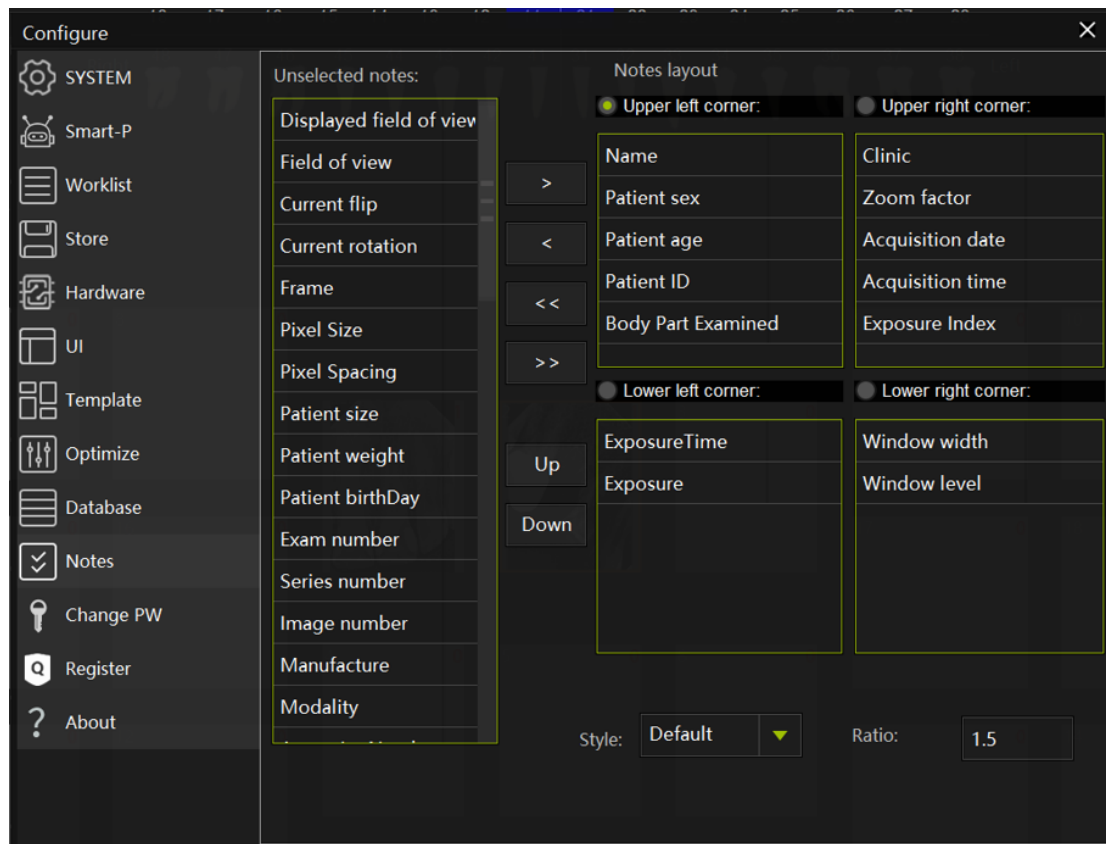 Configure
SYSTEM
Smart-P
Worklist
Store
Hardware
UI
Template
Optimize
Database
Notes
Change PW
Register
About
Unselected notes:
Displayed field of view
Field of view
Current flip
Current rotation
Frame
Pixel Size
Pixel Spacing
Patient size
Patient weight
Patient birthDay
Exam number
Series number
Image number
Manufacture
Modality
>
<
<<
>>
Up
Down
Notes layout
Upper left corner:
Name
Patient sex
Patient age
Patient ID
Body Part Examined
Upper right corner:
Clinic
Zoom factor
Acquisition date
Acquisition time
Exposure Index
Lower left corner:
ExposureTime
Exposure
Lower right corner:
Window width
Window level
Style:
Default
Ratio:
1.5